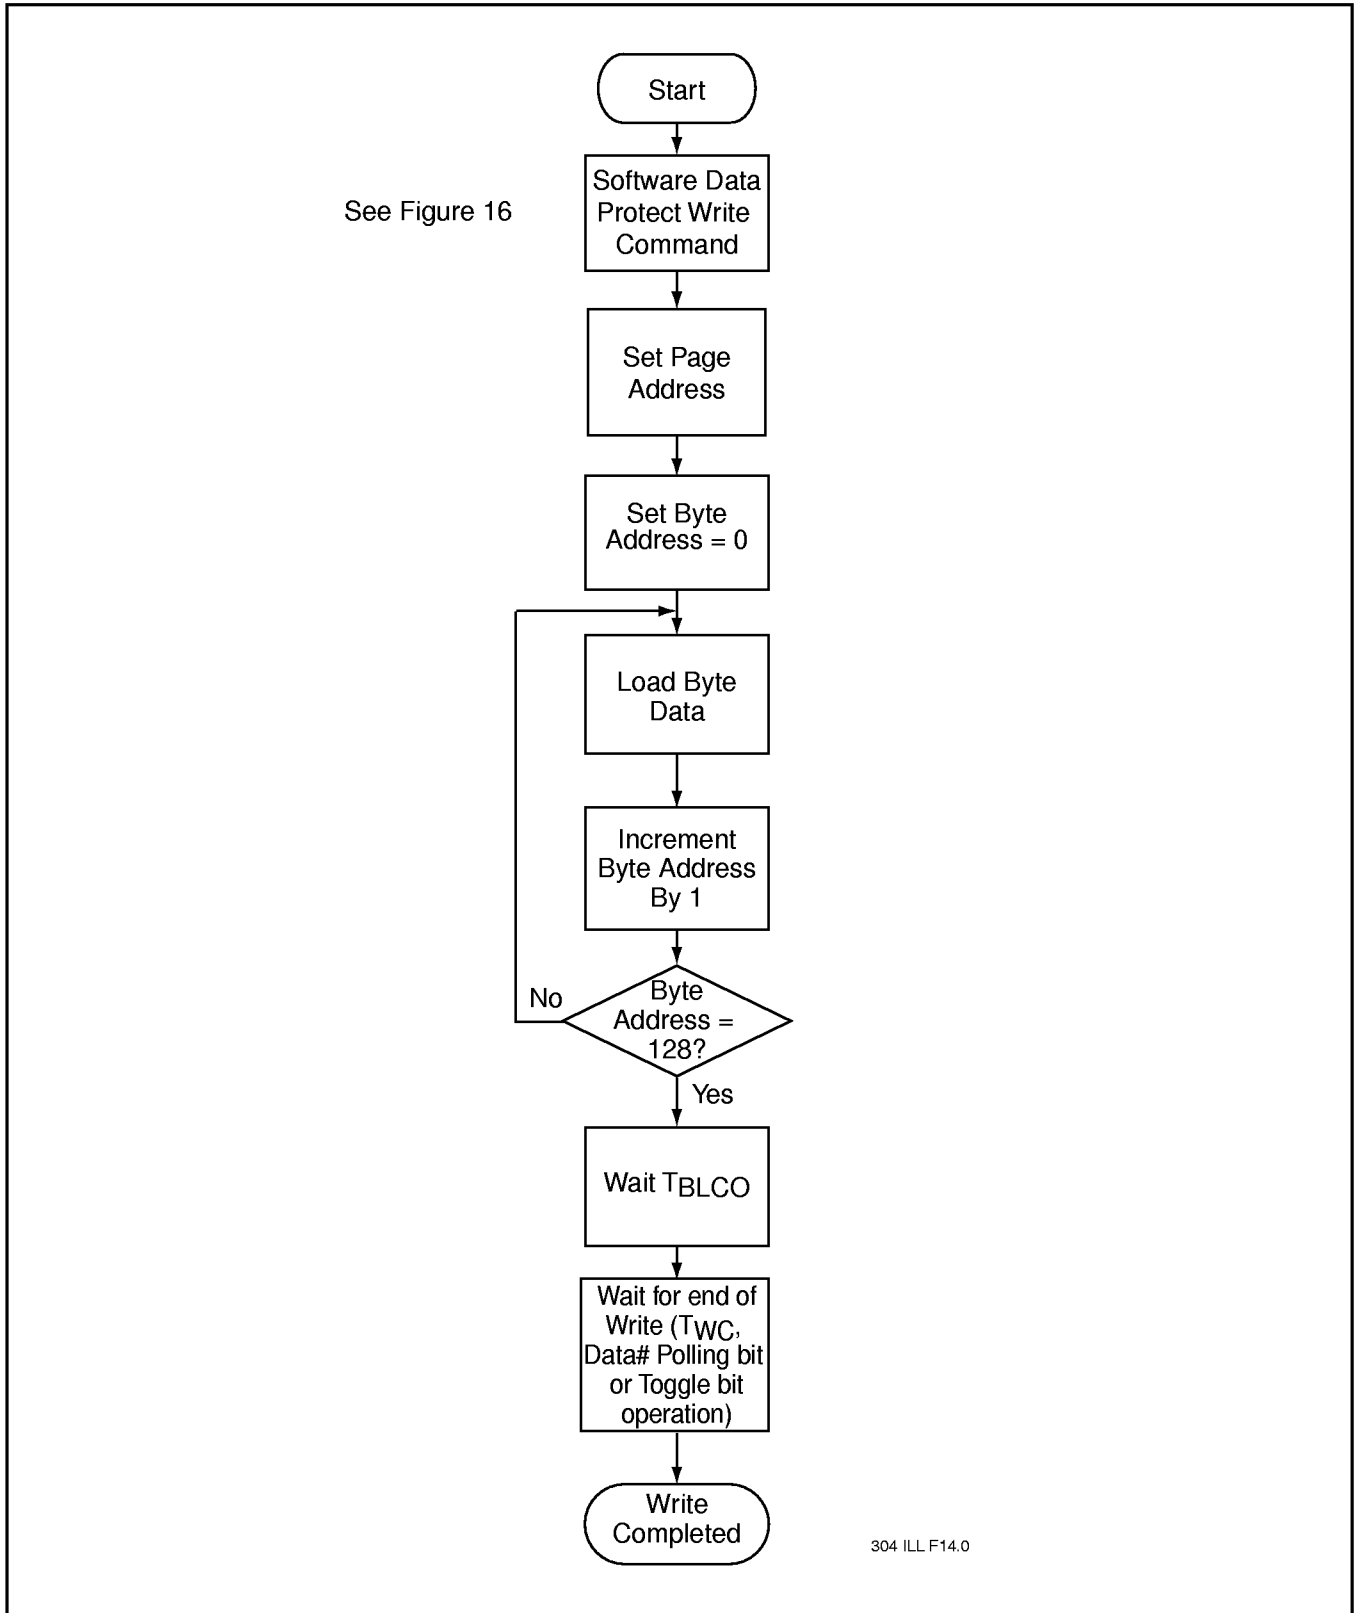 Start
See Figure 16
Software Data
Protect Write
Command
Set Page
Address
Set Byte
Address = 0
Load Byte
Data
Increment
Byte Address
By 1
No
Byte
Address =
128?
Yes
Wait TBLCO
Wait for end of
Write (TWC,
Data# Polling bit
or Toggle bit
operation)
Write
Completed
304 ILL F14.0